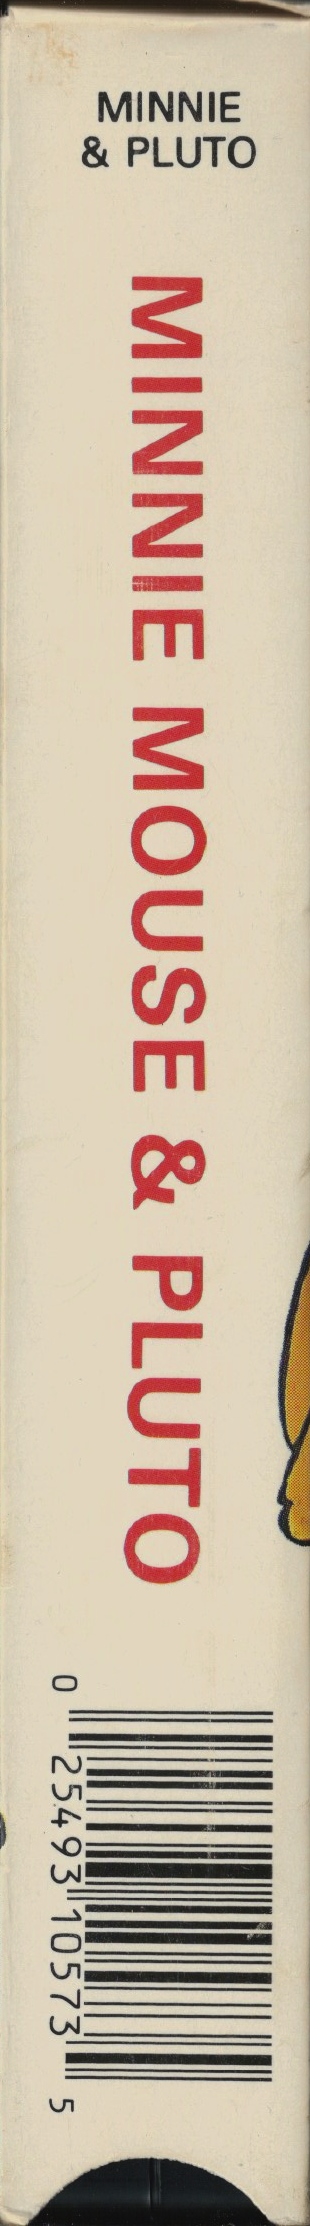 MINNIE
& PLUTO
MINNIE MOUSE & PLUTO
0 25493 10573 5